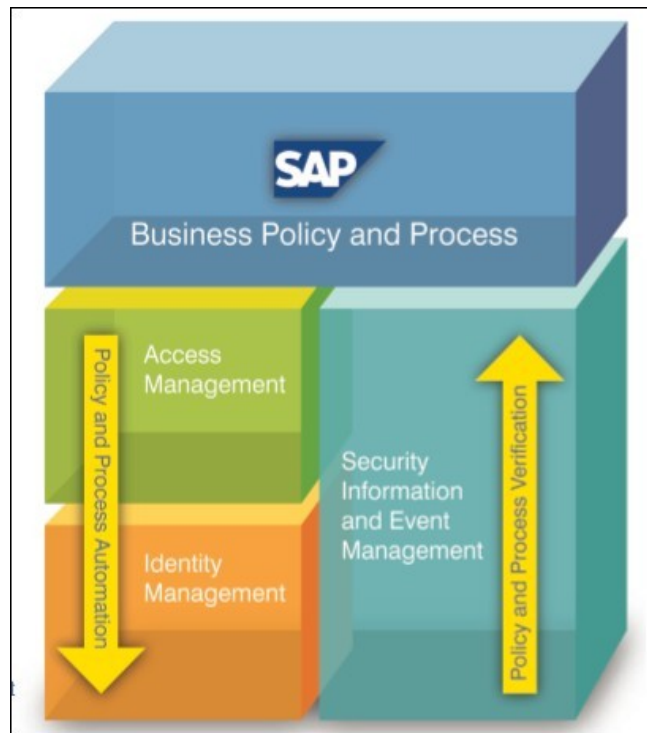 SAP
Business Policy and Process
Access
Management
Policy and Process Automation
Identity
Management
Security
Information
and Event
Management
Policy and Process Verification
t